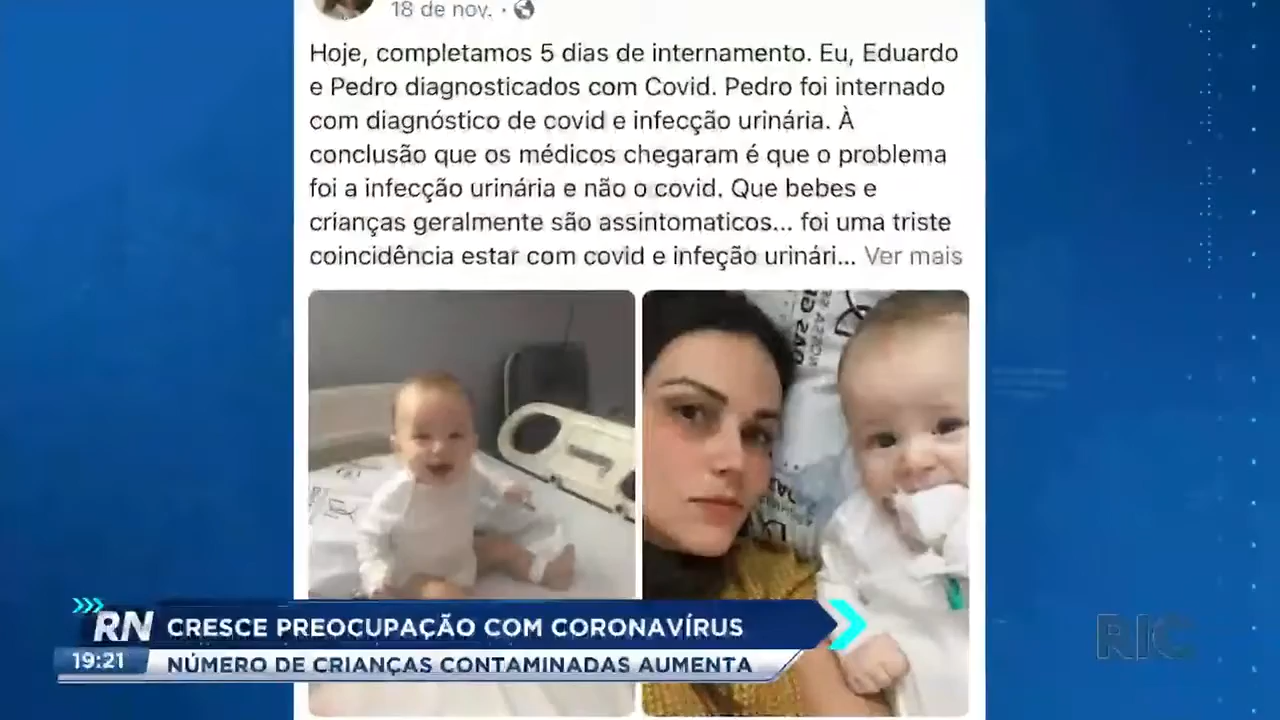 18 de nov. ·
Hoje, completamos 5 dias de internamento. Eu, Eduardo
e Pedro diagnosticados com Covid. Pedro foi internado
com diagnóstico de covid e infecção urinária. À
conclusão que os médicos chegaram é que o problema
foi a infecção urinária e não o covid. Que bebes e
crianças geralmente são assintomaticos... foi uma triste
coincidência estar com covid e infeção urinári... Ver mais
RN CRESCE PREOCUPAÇÃO COM CORONAVÍRUS
19:21 NÚMERO DE CRIANÇAS CONTAMINADAS AUMENTA
RIC